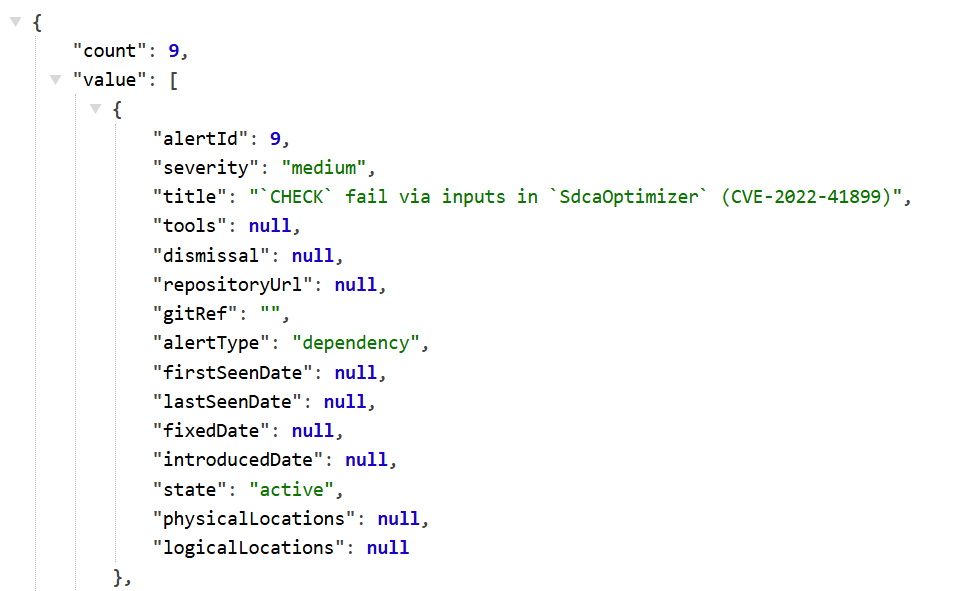 {
"count": 9,
"value": [
{
"alertId": 9,
"severity": "medium",
"title": "`CHECK` fail via inputs in `SdcaOptimizer` (CVE-2022-41899)",
"tools": null,
"dismissal": null,
"repositoryUrl": null,
"gitRef": "",
"alertType": "dependency",
"firstSeenDate": null,
"lastSeenDate": null,
"fixedDate": null,
"introducedDate": null,
"state": "active",
"physicalLocations": null,
"logicalLocations": null
},